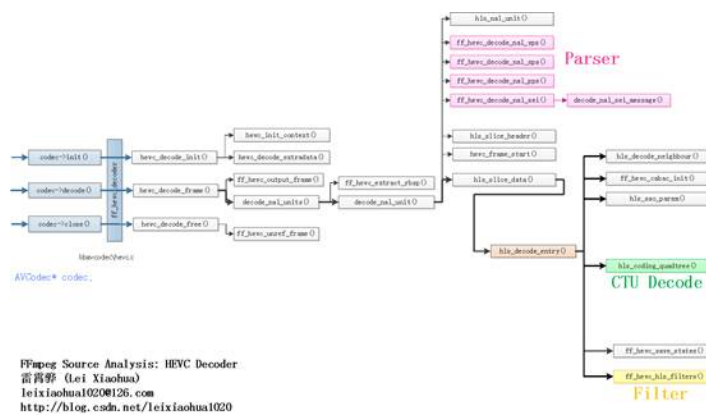 hls_nal_unit()
ff_hevc_decode_nal_vps()
ff_hevc_decode_nal_sps()
ff_hevc_decode_nal_pps()
ff_hevc_decode_nal_sei()
decode_nal_sei_message()
Parser
hevc_init_context()
hls_slice_header()
codec->init()
hevc_decode_init()
hevc_decode_extradata()
hevc_frame_start()
hls_decode_neighbour()
ff_hevc_decoder
ff_hevc_output_frame()
ff_hevc_extract_rbsp()
hls_slice_data()
ff_hevc_cabac_init()
codec->decode()
hevc_decode_frame()
decode_nal_units()
decode_nal_unit()
hls_sao_param()
codec->close()
hevc_decode_free()
ff_hevc_unref_frame()
hls_decode_entry()
libavcodec\hevc.c
hls_coding_quadtree()
AVCodec* codec;
CTU Decode
ff_hevc_save_states()
FFmpeg Source Analysis: HEVC Decoder
雷霄骅 (Lei Xiaohua)
leixiaohua1020@126.com
http://blog.csdn.net/leixiaohua1020
ff_hevc_hls_filters()
Filter